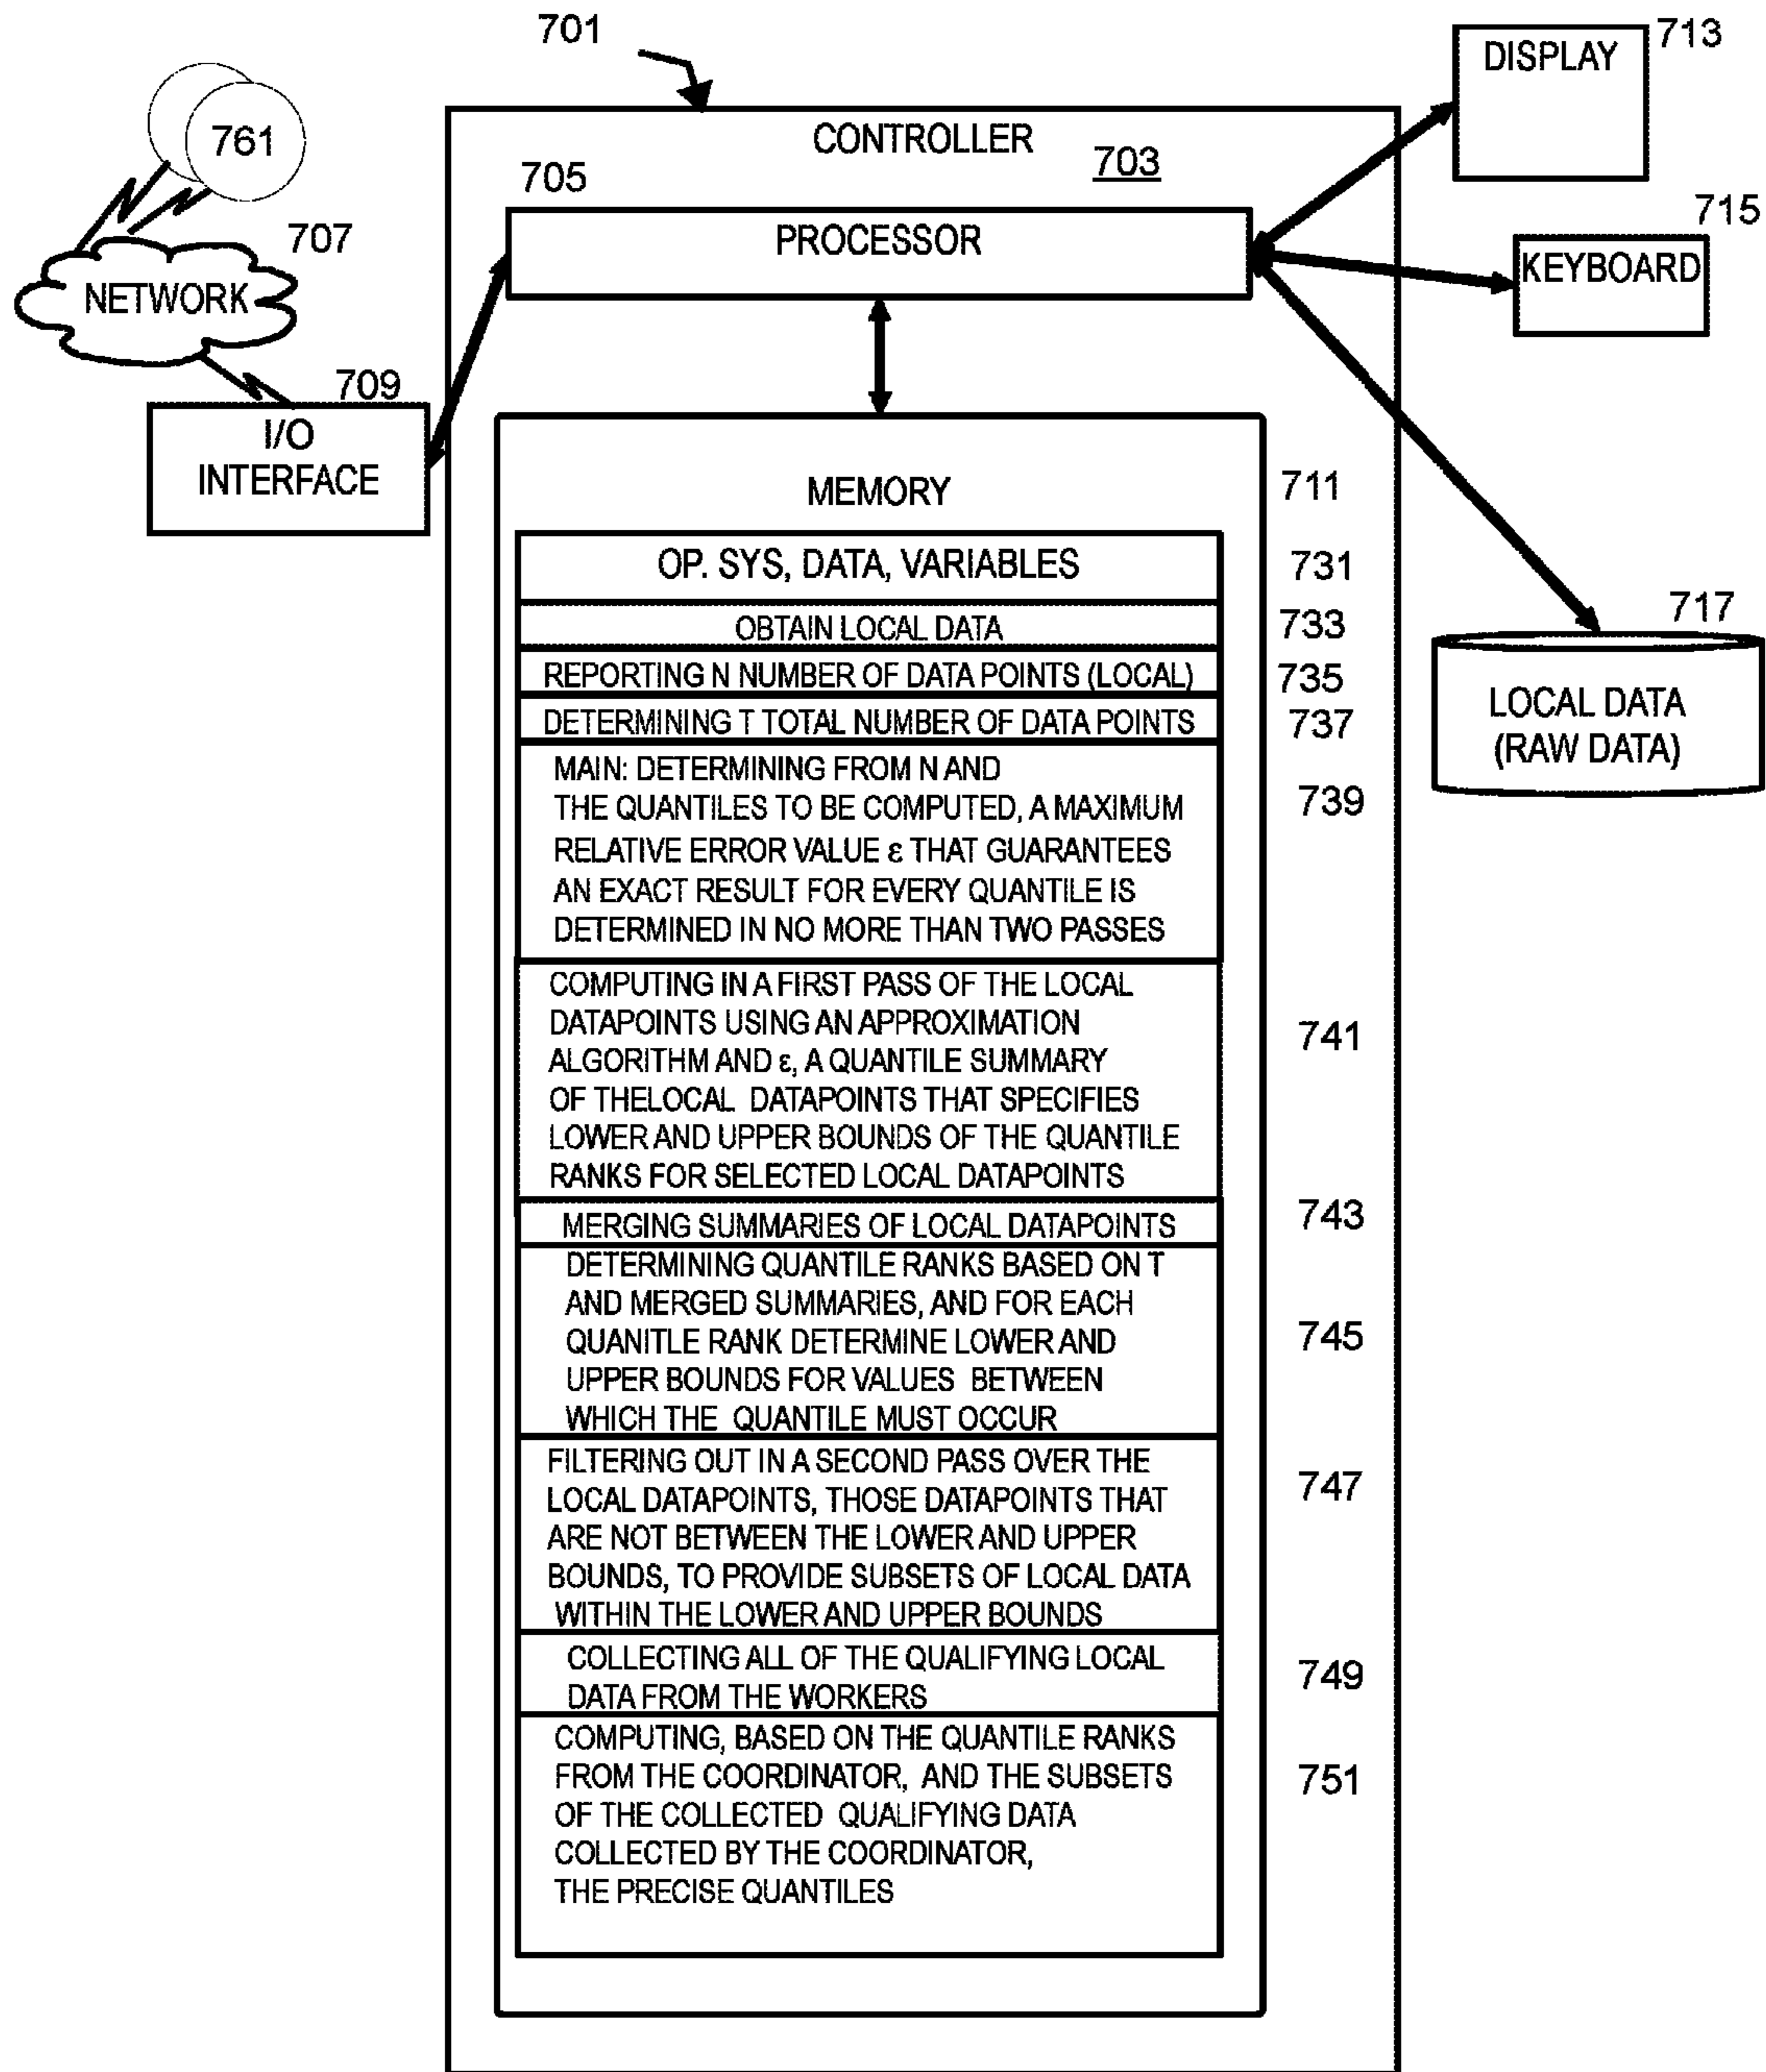 701
713
DISPLAY
761
CONTROLLER
703
705
715
707
PROCESSOR
KEYBOARD
NETWORK
709
I/O
INTERFACE
MEMORY
711
OP. SYS, DATA, VARIABLES
731
717
OBTAIN LOCAL DATA
733
REPORTING N NUMBER OF DATA POINTS (LOCAL)
735
DETERMINING T TOTAL NUMBER OF DATA POINTS
737
LOCAL DATA
(RAW DATA)
MAIN: DETERMINING FROM N AND
THE QUANTILES TO BE COMPUTED, A MAXIMUM
RELATIVE ERROR VALUE ε THAT GUARANTEES
AN EXACT RESULT FOR EVERY QUANTILE IS
DETERMINED IN NO MORE THAN TWO PASSES
739
COMPUTING IN A FIRST PASS OF THE LOCAL
DATAPOINTS USING AN APPROXIMATION
ALGORITHM AND ε, A QUANTILE SUMMARY
OF THELOCAL DATAPOINTS THAT SPECIFIES
LOWER AND UPPER BOUNDS OF THE QUANTILE
RANKS FOR SELECTED LOCAL DATAPOINTS
741
MERGING SUMMARIES OF LOCAL DATAPOINTS
743
DETERMINING QUANTILE RANKS BASED ON T
AND MERGED SUMMARIES, AND FOR EACH
QUANITLE RANK DETERMINE LOWER AND
UPPER BOUNDS FOR VALUES BETWEEN
WHICH THE QUANTILE MUST OCCUR
745
FILTERING OUT IN A SECOND PASS OVER THE
LOCAL DATAPOINTS, THOSE DATAPOINTS THAT
ARE NOT BETWEEN THE LOWER AND UPPER
BOUNDS, TO PROVIDE SUBSETS OF LOCAL DATA
WITHIN THE LOWER AND UPPER BOUNDS
747
COLLECTING ALL OF THE QUALIFYING LOCAL
DATA FROM THE WORKERS
749
COMPUTING, BASED ON THE QUANTILE RANKS
FROM THE COORDINATOR, AND THE SUBSETS
OF THE COLLECTED QUALIFYING DATA
COLLECTED BY THE COORDINATOR,
THE PRECISE QUANTILES
751